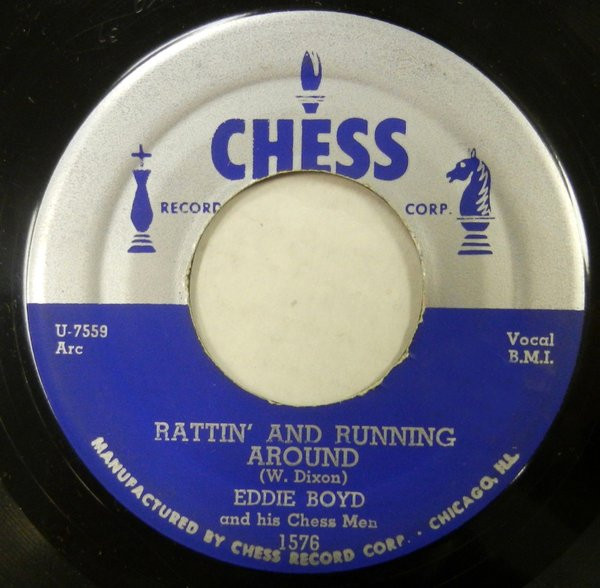 CHESS
RECORD CORP.
U-7559
Arc
Vocal
B.M.I.
RATTIN' AND RUNNING
AROUND
(W. Dixon)
EDDIE BOYD
and his Chess Men
1576
MANUFACTURED BY CHESS RECORD CORP. • CHICAGO, ILL.